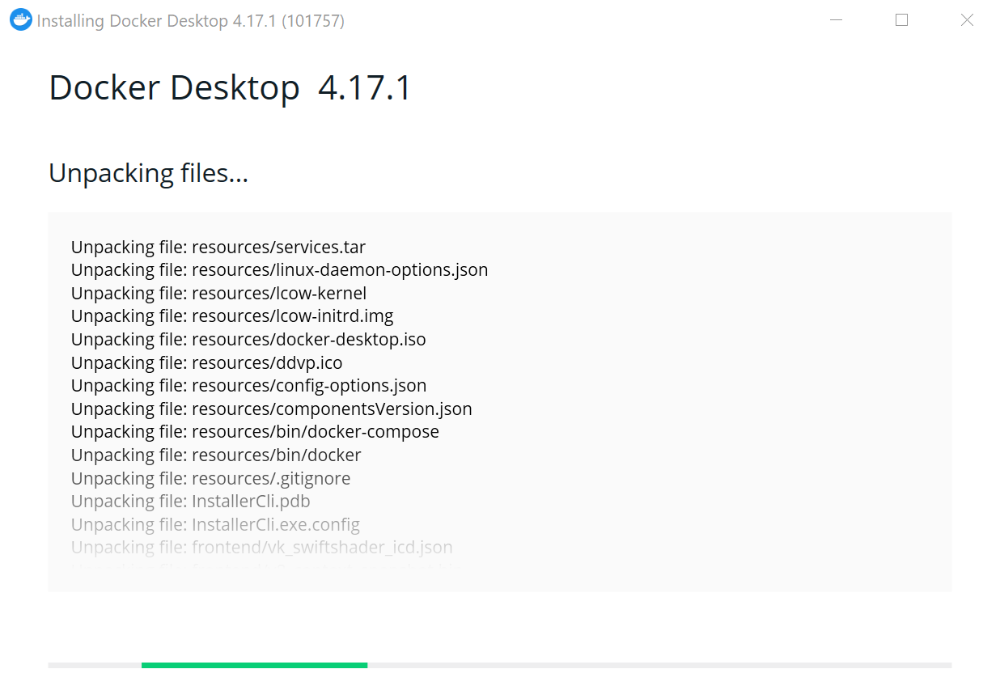 Installing Docker Desktop 4.17.1 (101757)
Docker Desktop 4.17.1
Unpacking files...
Unpacking file: resources/services.tar
Unpacking file: resources/linux-daemon-options.json
Unpacking file: resources/lcow-kernel
Unpacking file: resources/lcow-initrd.img
Unpacking file: resources/docker-desktop.iso
Unpacking file: resources/ddvp.ico
Unpacking file: resources/config-options.json
Unpacking file: resources/componentsVersion.json
Unpacking file: resources/bin/docker-compose
Unpacking file: resources/bin/docker
Unpacking file: resources/.gitignore
Unpacking file: InstallerCli.pdb
Unpacking file: InstallerCli.exe.config
Unpacking file: frontend/vk_swiftshader_icd.json